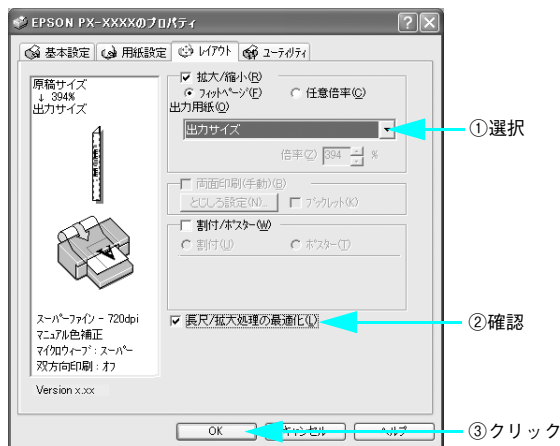 EPSON PX-XXXXのプロパティ
基本設定
用紙設定
レイアウト
ユーティリティ
原稿サイズ
↓ 394%
出力サイズ
スーパーファイン - 720dpi
マニュアル色補正
マイクロウィーブ：スーパー
双方向印刷：オフ
Version x.xx
拡大/縮小(R)
フィットページ(F)
任意倍率(C)
出力用紙(O)
出力サイズ
倍率(Z) 394 %
両面印刷(手動)(B)
とじしろ設定(N)...
ブックレット(K)
割付/ポスター(W)
割付(U)
ポスター(T)
長尺/拡大処理の最適化(L)
OK
キャンセル
ヘルプ
①選択
②確認
③クリック